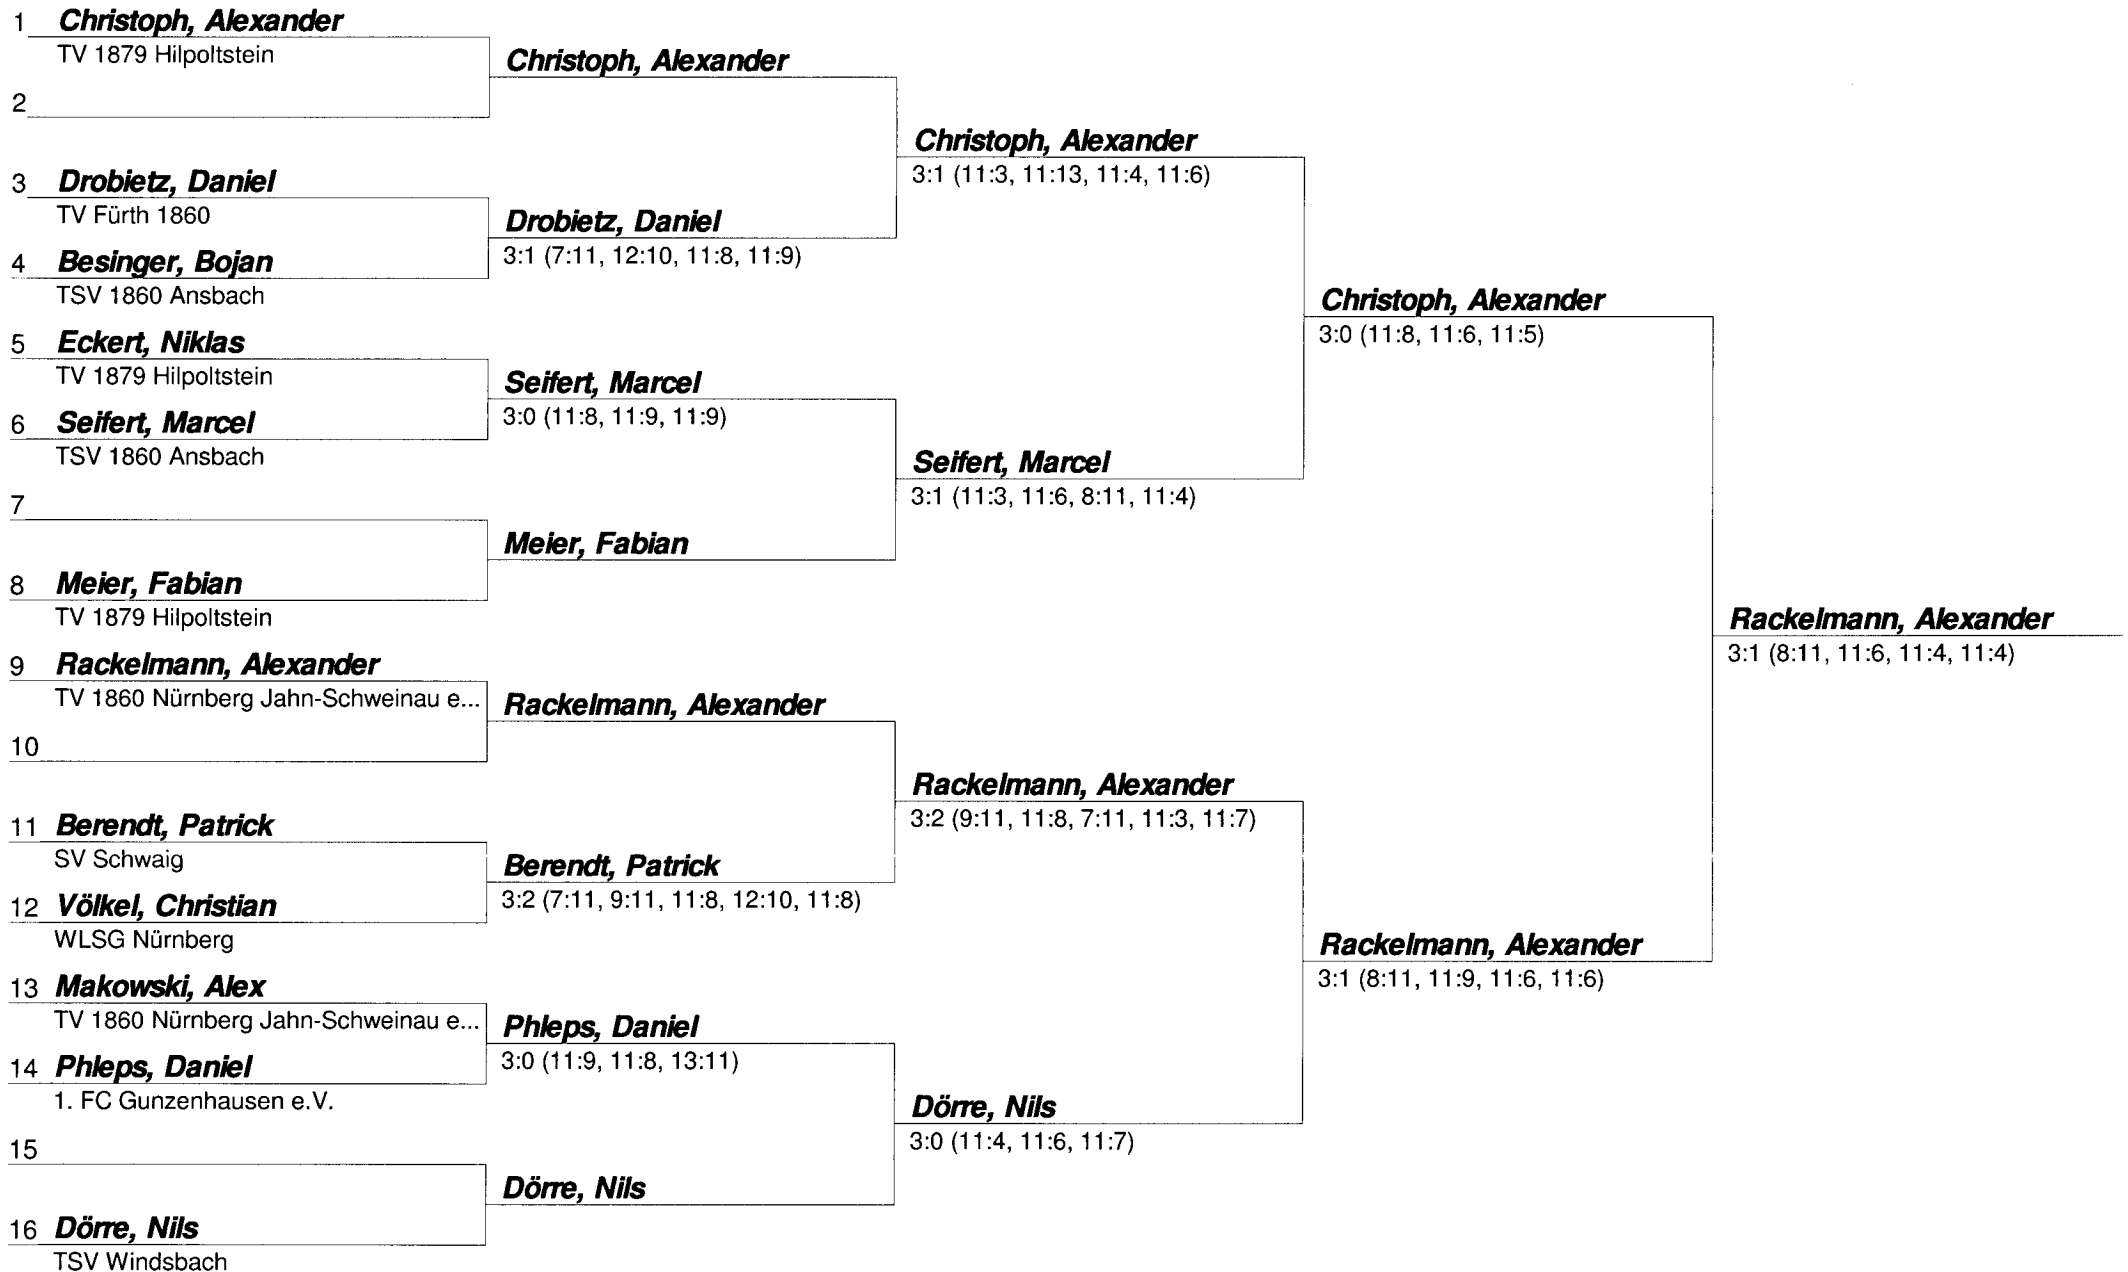 1 Christoph, Alexander
TV 1879 Hilpoltstein
Christoph, Alexander
2
Christoph, Alexander
3:1 (11:3, 11:13, 11:4, 11:6)
3 Drobietz, Daniel
TV Fürth 1860
Drobietz, Daniel
3:1 (7:11, 12:10, 11:8, 11:9)
4 Besinger, Bojan
TSV 1860 Ansbach
Christoph, Alexander
3:0 (11:8, 11:6, 11:5)
5 Eckert, Niklas
TV 1879 Hilpoltstein
Seifert, Marcel
3:0 (11:8, 11:9, 11:9)
6 Seifert, Marcel
TSV 1860 Ansbach
Seifert, Marcel
3:1 (11:3, 11:6, 8:11, 11:4)
7
Meier, Fabian
8 Meier, Fabian
TV 1879 Hilpoltstein
Rackelmann, Alexander
3:1 (8:11, 11:6, 11:4, 11:4)
9 Rackelmann, Alexander
TV 1860 Nürnberg Jahn-Schweinau e...
Rackelmann, Alexander
10
Rackelmann, Alexander
3:2 (9:11, 11:8, 7:11, 11:3, 11:7)
11 Berendt, Patrick
SV Schwaig
Berendt, Patrick
3:2 (7:11, 9:11, 11:8, 12:10, 11:8)
12 Völkel, Christian
WLSG Nürnberg
Rackelmann, Alexander
3:1 (8:11, 11:9, 11:6, 11:6)
13 Makowski, Alex
TV 1860 Nürnberg Jahn-Schweinau e...
Phleps, Daniel
3:0 (11:9, 11:8, 13:11)
14 Phleps, Daniel
1. FC Gunzenhausen e.V.
Dörre, Nils
3:0 (11:4, 11:6, 11:7)
15
Dörre, Nils
16 Dörre, Nils
TSV Windsbach